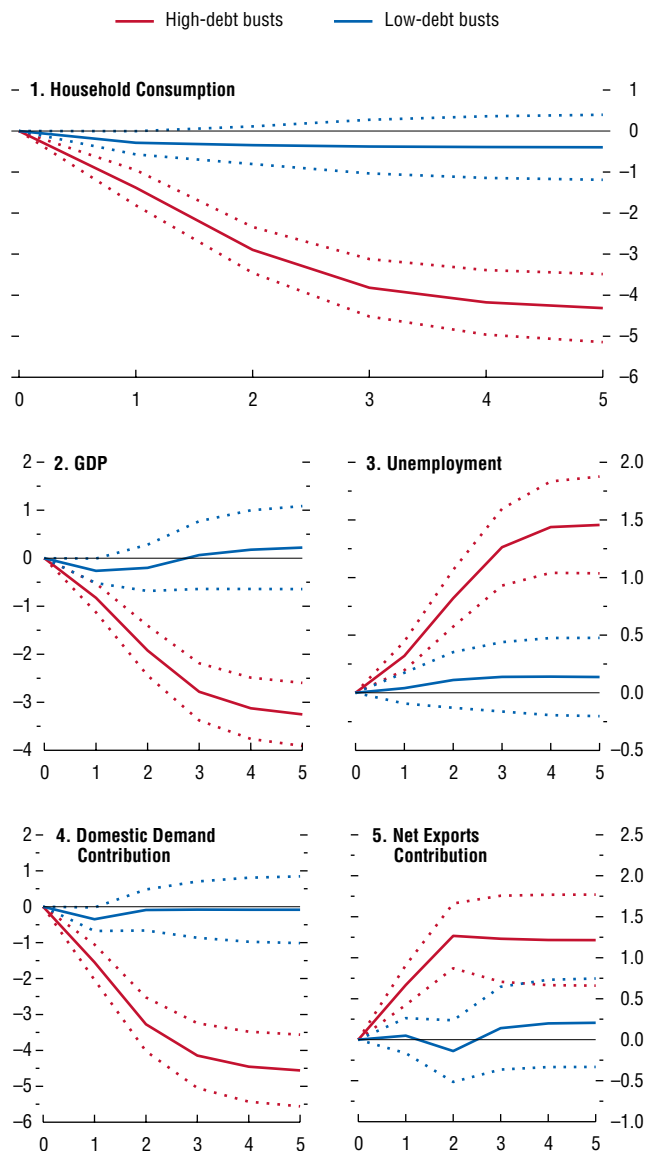 High-debt busts Low-debt busts
1. Household Consumption
1
0
–1
–2
–3
–4
–5
–6
0 1 2 3 4 5
2. GDP
2
1
0
–1
–2
–3
–4
0 1 2 3 4 5
3. Unemployment
2.0
1.5
1.0
0.5
0.0
–0.5
0 1 2 3 4 5
4. Domestic Demand
Contribution
2
1
0
–1
–2
–3
–4
–5
–6
0 1 2 3 4 5
5. Net Exports
Contribution
2.5
2.0
1.5
1.0
0.5
0.0
–0.5
–1.0
0 1 2 3 4 5